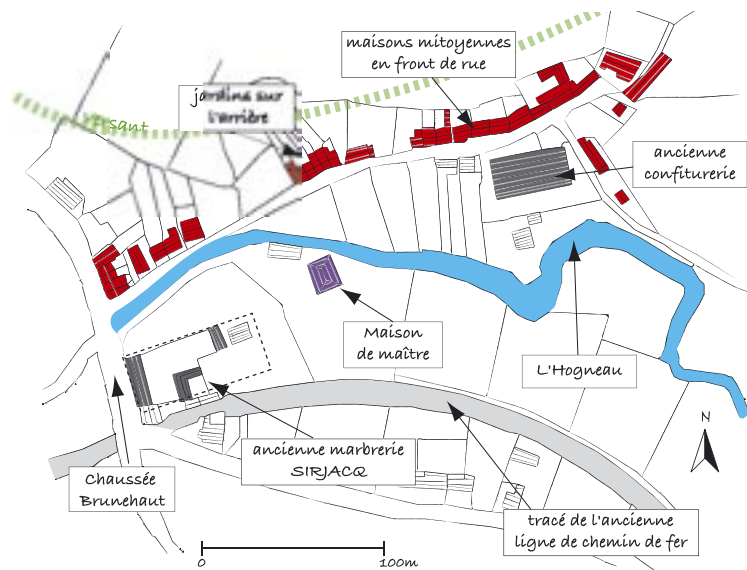 maisons mitoyennes
en front de rue
jardins sur
l'arrière
ancienne
confiturerie
Maison
de maître
L'Hogneau
N
ancienne marbrerie
SIRJACQ
Chaussée
Brunehaut
tracé de l'ancienne
ligne de chemin de fer
0 100m